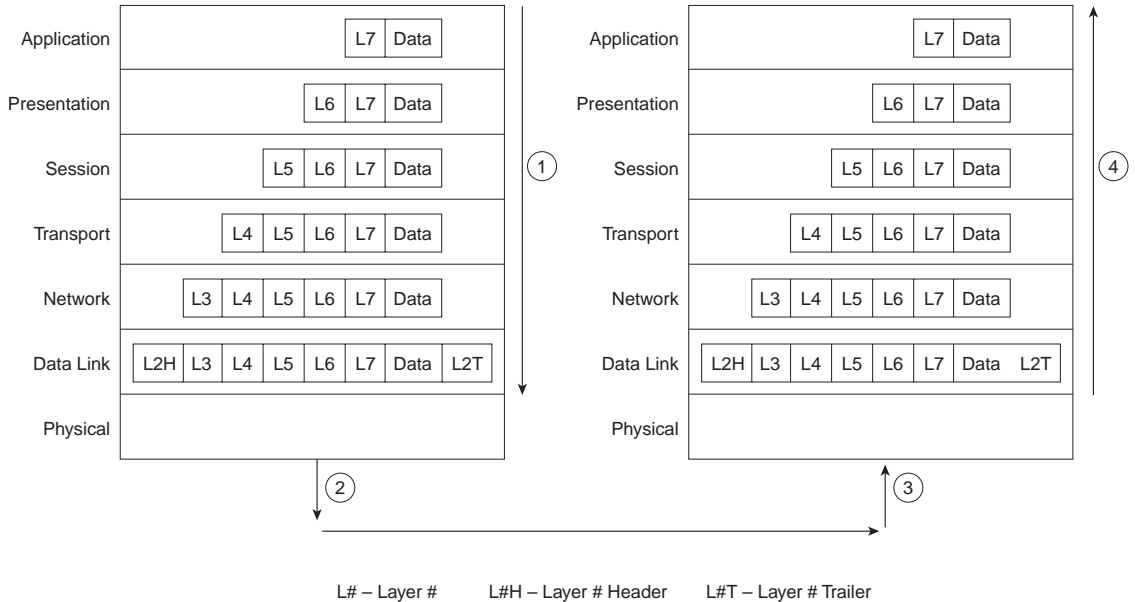 Application L7 Data
Presentation L6 L7 Data
Session L5 L6 L7 Data
Transport L4 L5 L6 L7 Data
Network L3 L4 L5 L6 L7 Data
Data Link L2H L3 L4 L5 L6 L7 Data L2T
Physical
1
2
Application L7 Data
Presentation L6 L7 Data
Session L5 L6 L7 Data
Transport L4 L5 L6 L7 Data
Network L3 L4 L5 L6 L7 Data
Data Link L2H L3 L4 L5 L6 L7 Data L2T
Physical
4
3
L# – Layer # L#H – Layer # Header L#T – Layer # Trailer